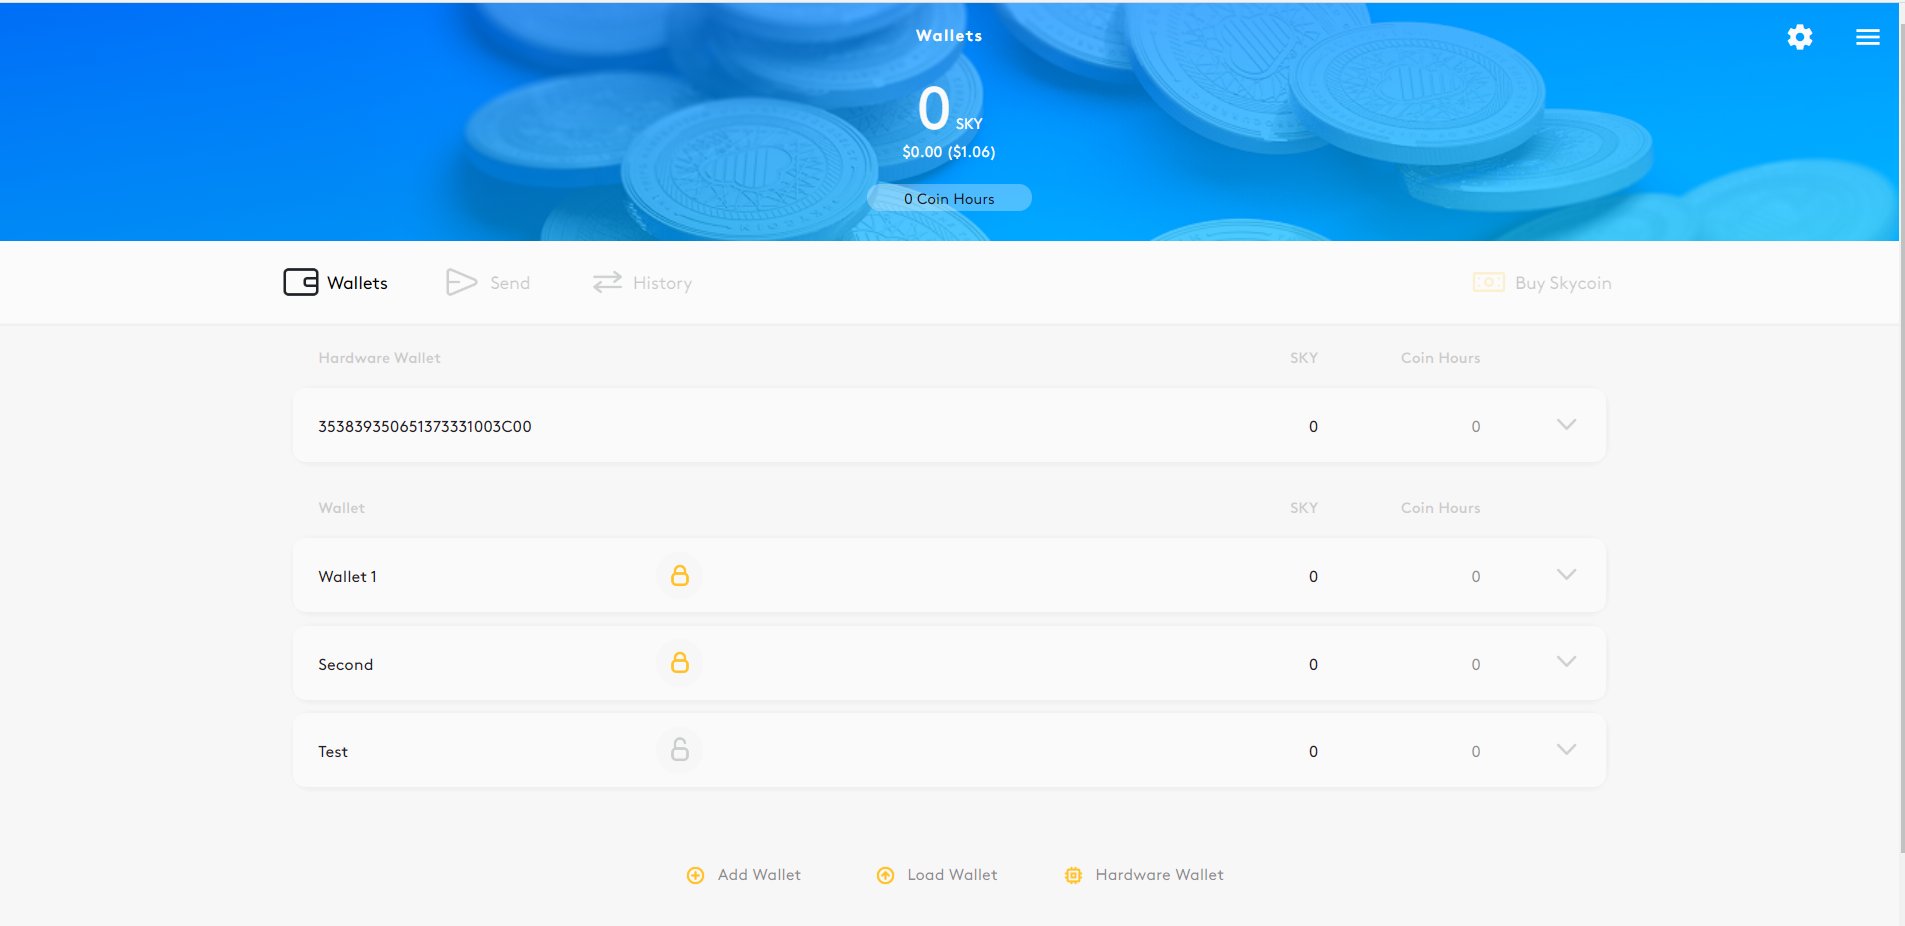 Wallets
0 SKY
$0.00 ($1.06)
0 Coin Hours
Wallets Send History Buy Skycoin
Hardware Wallet SKY Coin Hours
353839350651373331003C00 0 0
Wallet SKY Coin Hours
Wallet 1 0 0
Second 0 0
Test 0 0
Add Wallet Load Wallet Hardware Wallet